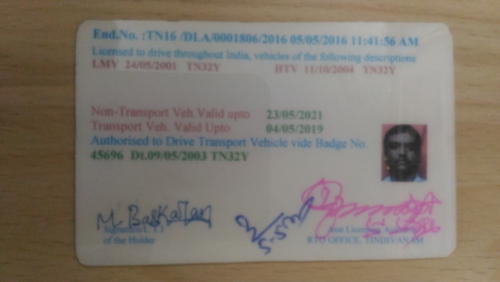 End.No. :TN16 /DLA/0001806/2016 05/05/2016 11:41:56 AM
Licensed to drive throughout India, vehicles of the following descriptions
LMV 24/05/2001 TN32Y HTV 11/10/2004 TN32Y
Non-Transport Veh.Valid upto 23/05/2021
Transport Veh. Valid Upto 04/05/2019
Authorised to Drive Transport Vehicle vide Badge No.
45696 Dt.09/05/2003 TN32Y
M. Baskaran
of the Holder
RTO OFFICE, TINDIVANAM